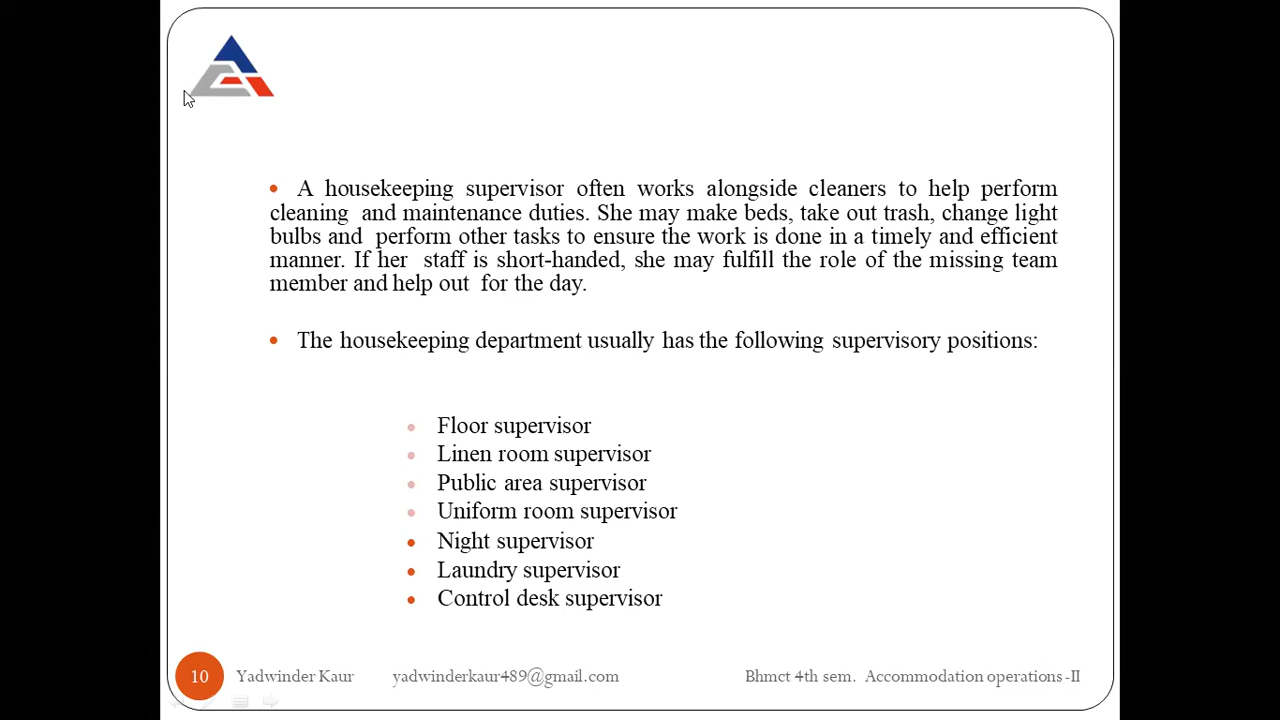 A housekeeping supervisor often works alongside cleaners to help perform
cleaning and maintenance duties. She may make beds, take out trash, change light
bulbs and perform other tasks to ensure the work is done in a timely and efficient
manner. If her staff is short-handed, she may fulfill the role of the missing team
member and help out for the day.
The housekeeping department usually has the following supervisory positions:
Floor supervisor
Linen room supervisor
Public area supervisor
Uniform room supervisor
Night supervisor
Laundry supervisor
Control desk supervisor
10 Yadwinder Kaur yadwinderkaur489@gmail.com Bhmct 4th sem. Accommodation operations -II